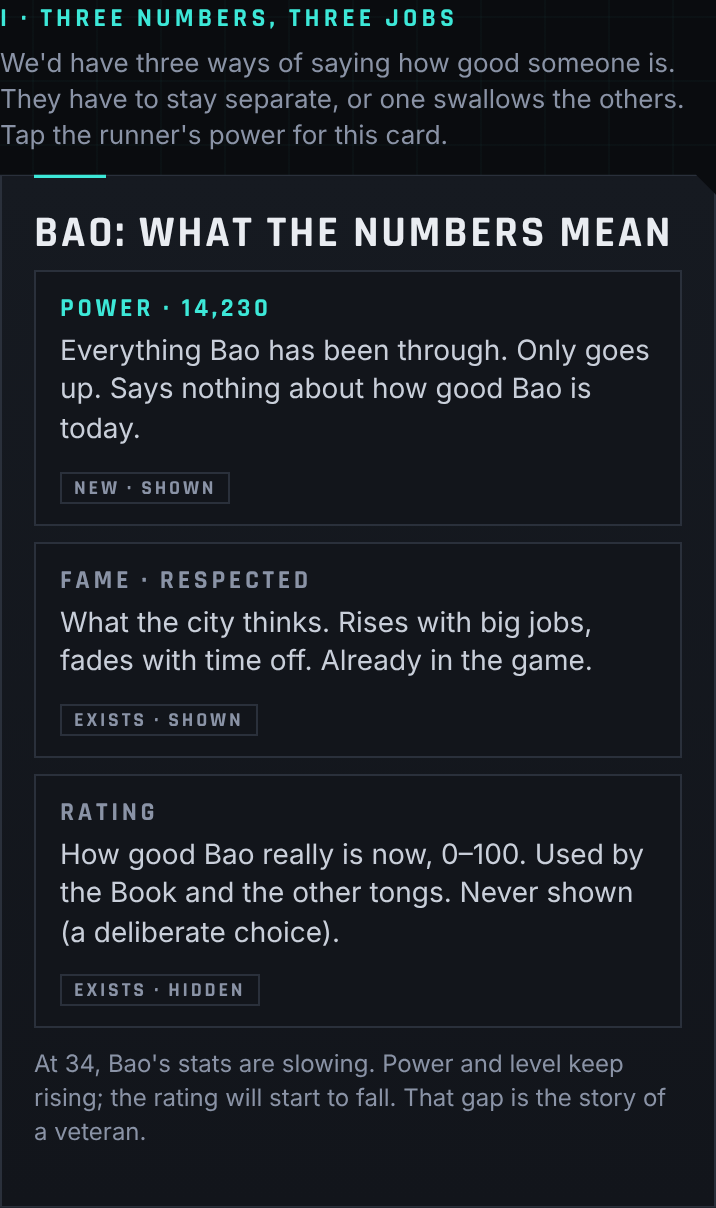 I · THREE NUMBERS, THREE JOBS
We'd have three ways of saying how good someone is.
They have to stay separate, or one swallows the others.
Tap the runner's power for this card.
BAO: WHAT THE NUMBERS MEAN
POWER · 14,230
Everything Bao has been through. Only goes
up. Says nothing about how good Bao is
today.
NEW · SHOWN
FAME · RESPECTED
What the city thinks. Rises with big jobs,
fades with time off. Already in the game.
EXISTS · SHOWN
RATING
How good Bao really is now, 0–100. Used by
the Book and the other tongs. Never shown
(a deliberate choice).
EXISTS · HIDDEN
At 34, Bao's stats are slowing. Power and level keep
rising; the rating will start to fall. That gap is the story of
a veteran.